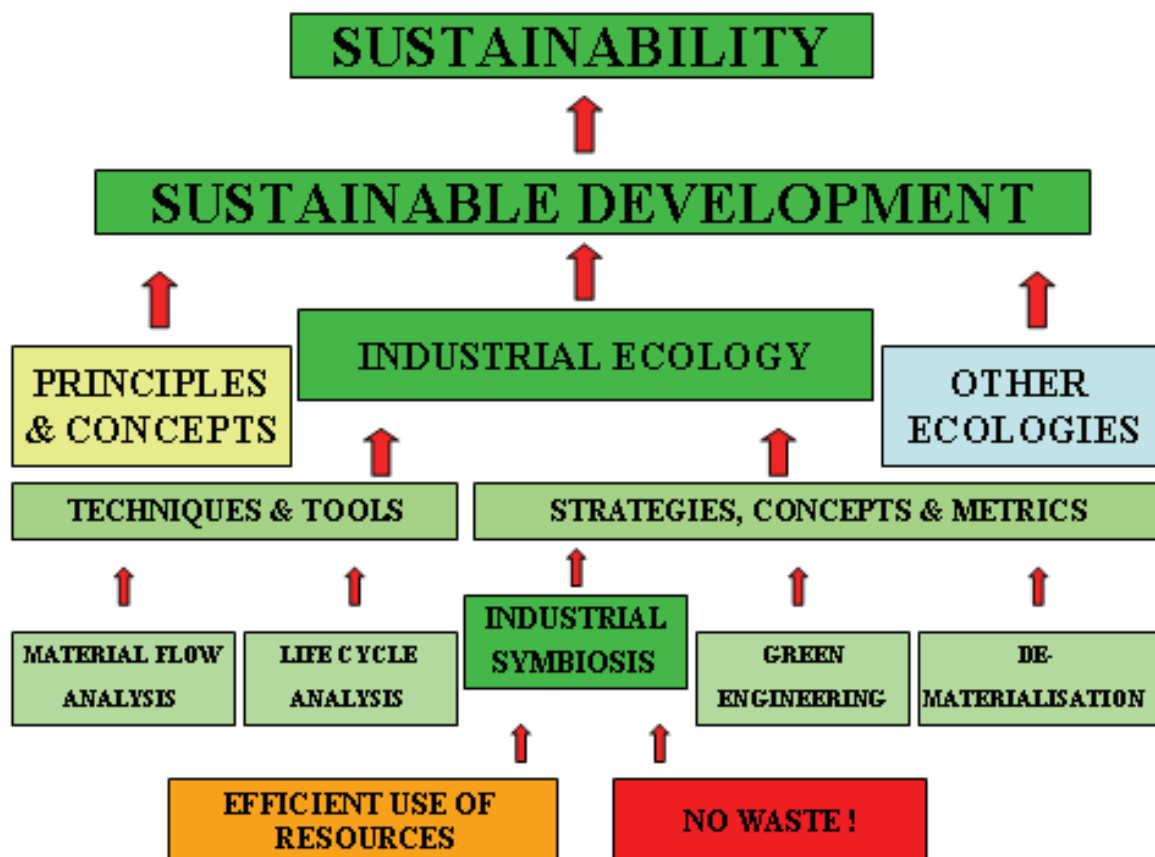 SUSTAINABILITY
SUSTAINABLE DEVELOPMENT
PRINCIPLES
& CONCEPTS
INDUSTRIAL ECOLOGY
OTHER
ECOLOGIES
TECHNIQUES & TOOLS
STRATEGIES, CONCEPTS & METRICS
MATERIAL FLOW
ANALYSIS
LIFE CYCLE
ANALYSIS
INDUSTRIAL
SYMBIOSIS
GREEN
ENGINEERING
DE-
MATERIALISATION
EFFICIENT USE OF
RESOURCES
NO WASTE !